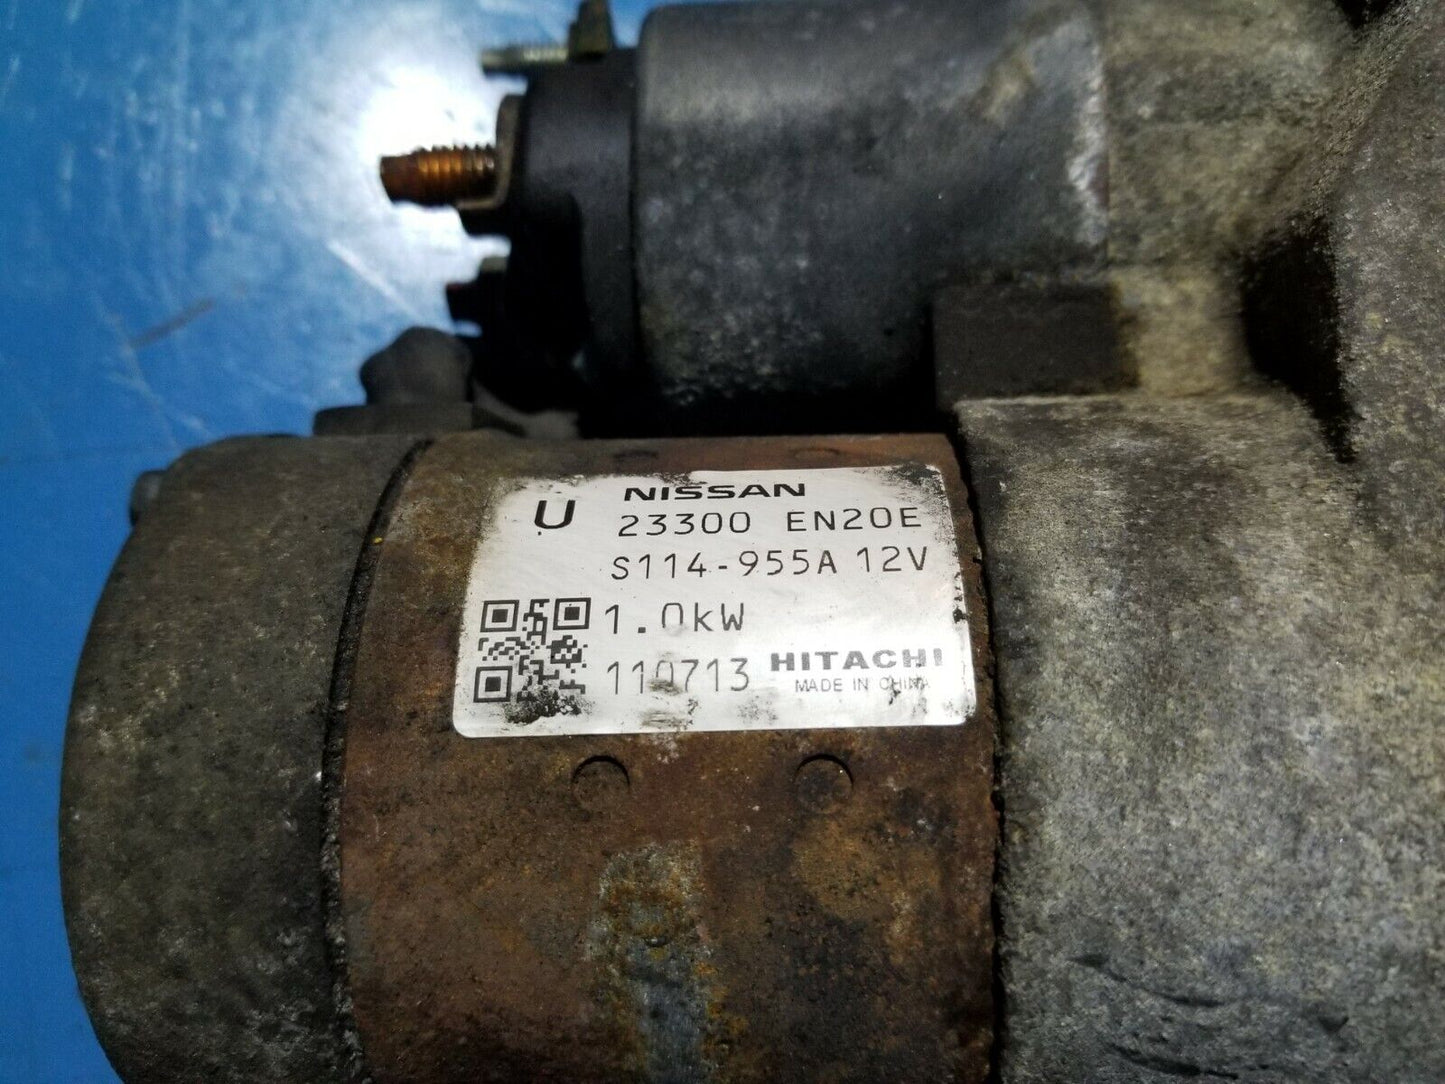 NISSAN
U 23300 EN20E
S114-955A 12V
1.0kW
110713 HITACHI
MADE IN CHINA